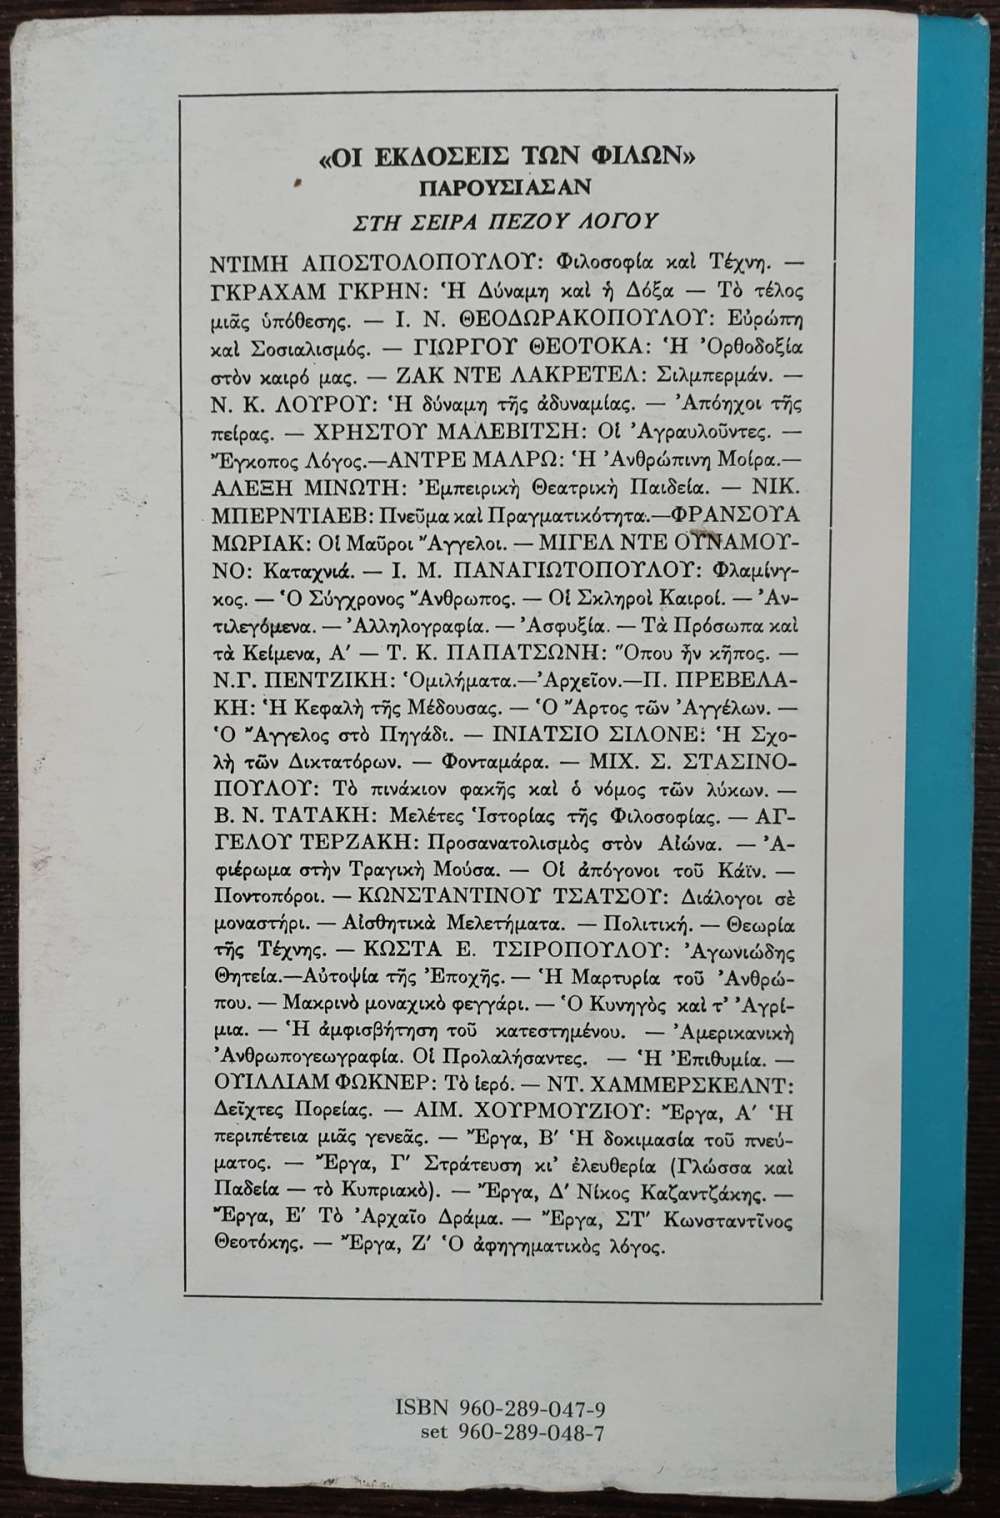 «ΟΙ ΕΚΔΟΣΕΙΣ ΤΩΝ ΦΙΛΩΝ»
ΠΑΡΟΥΣΙΑΣΑΝ
ΣΤΗ ΣΕΙΡΑ ΠΕΖΟΥ ΛΟΓΟΥ
ΝΤΙΜΗ ΑΠΟΣΤΟΛΟΠΟΥΛΟΥ: Φιλοσοφία καὶ Τέχνη. —
ΓΚΡΑΧΑΜ ΓΚΡΗΝ: Ἡ Δύναμη καὶ ἡ Δόξα — Τὸ τέλος
μιᾶς ὑπόθεσης. — Ι. Ν. ΘΕΟΔΩΡΑΚΟΠΟΥΛΟΥ: Εὐρώπη
καὶ Σοσιαλισμός. — ΓΙΩΡΓΟΥ ΘΕΟΤΟΚΑ: Ἡ Ὀρθοδοξία
στὸν καιρό μας. — ΖΑΚ ΝΤΕ ΛΑΚΡΕΤΕΛ: Σιλμπερμάν. —
Ν. Κ. ΛΟΥΡΟΥ: Ἡ δύναμη τῆς ἀδυναμίας. — Ἀπόηχοι τῆς
πείρας. — ΧΡΗΣΤΟΥ ΜΑΛΕΒΙΤΣΗ: Οἱ Ἀγραυλοῦντες. —
Ἔγκοπος Λόγος.—ΑΝΤΡΕ ΜΑΛΡΩ: Ἡ Ἀνθρώπινη Μοίρα.—
ΑΛΕΞΗ ΜΙΝΩΤΗ: Ἐμπειρικὴ Θεατρικὴ Παιδεία. — ΝΙΚ.
ΜΠΕΡΝΤΙΑΕΒ: Πνεῦμα καὶ Πραγματικότητα.—ΦΡΑΝΣΟΥΑ
ΜΩΡΙΑΚ: Οἱ Μαῦροι Ἄγγελοι. — ΜΙΓΕΛ ΝΤΕ ΟΥΝΑΜΟΥ-
ΝΟ: Καταχνιά. — Ι. Μ. ΠΑΝΑΓΙΩΤΟΠΟΥΛΟΥ: Φλαμίνγ-
κος. — Ὁ Σύγχρονος Ἄνθρωπος. — Οἱ Σκληροὶ Καιροί. — Ἀν-
τιλεγόμενα. — Ἀλληλογραφία. — Ἀσφυξία. — Τὰ Πρόσωπα καὶ
τὰ Κείμενα, Α′ — Τ. Κ. ΠΑΠΑΤΣΩΝΗ: Ὅπου ἦν κῆπος. —
Ν.Γ. ΠΕΝΤΖΙΚΗ: Ὁμιλήματα.—Ἀρχεῖον.—Π. ΠΡΕΒΕΛΑ-
ΚΗ: Ἡ Κεφαλὴ τῆς Μέδουσας. — Ὁ Ἄρτος τῶν Ἀγγέλων. —
Ὁ Ἄγγελος στὸ Πηγάδι. — ΙΝΙΑΤΣΙΟ ΣΙΛΟΝΕ: Ἡ Σχο-
λὴ τῶν Δικτατόρων. — Φονταμάρα. — ΜΙΧ. Σ. ΣΤΑΣΙΝΟ-
ΠΟΥΛΟΥ: Τὸ πινάκιον φακῆς καὶ ὁ νόμος τῶν λύκων. —
Β. Ν. ΤΑΤΑΚΗ: Μελέτες Ἱστορίας τῆς Φιλοσοφίας. — ΑΓ-
ΓΕΛΟΥ ΤΕΡΖΑΚΗ: Προσανατολισμὸς στὸν Αἰώνα. — Ἀ-
φιέρωμα στὴν Τραγικὴ Μούσα. — Οἱ ἀπόγονοι τοῦ Κάϊν. —
Ποντοπόροι. — ΚΩΝΣΤΑΝΤΙΝΟΥ ΤΣΑΤΣΟΥ: Διάλογοι σὲ
μοναστήρι. — Αἰσθητικὰ Μελετήματα. — Πολιτική. — Θεωρία
τῆς Τέχνης. — ΚΩΣΤΑ Ε. ΤΣΙΡΟΠΟΥΛΟΥ: Ἀγωνιώδης
Θητεία.—Αὐτοψία τῆς Ἐποχῆς. — Ἡ Μαρτυρία τοῦ Ἀνθρώ-
που. — Μακρινὸ μοναχικὸ φεγγάρι. — Ὁ Κυνηγὸς καὶ τ' Ἀγρί-
μια. — Ἡ ἀμφισβήτηση τοῦ κατεστημένου. — Ἀμερικανικὴ
Ἀνθρωπογεωγραφία. Οἱ Προλαλήσαντες. — Ἡ Ἐπιθυμία. —
ΟΥΙΛΛΙΑΜ ΦΩΚΝΕΡ: Τὸ ἱερό. — ΝΤ. ΧΑΜΜΕΡΣΚΕΛΝΤ:
Δεῖχτες Πορείας. — ΑΙΜ. ΧΟΥΡΜΟΥΖΙΟΥ: Ἔργα, Α′ Ἡ
περιπέτεια μιᾶς γενεᾶς. — Ἔργα, Β′ Ἡ δοκιμασία τοῦ πνεύ-
ματος. — Ἔργα, Γ′ Στράτευση κι' ἐλευθερία (Γλώσσα καὶ
Παδεία — τὸ Κυπριακὸ). — Ἔργα, Δ′ Νίκος Καζαντζάκης. —
Ἔργα, Ε′ Τὸ Ἀρχαῖο Δράμα. — Ἔργα, ΣΤ′ Κωνσταντῖνος
Θεοτόκης. — Ἔργα, Ζ′ Ὁ ἀφηγηματικὸς λόγος.
ISBN 960-289-047-9
set 960-289-048-7